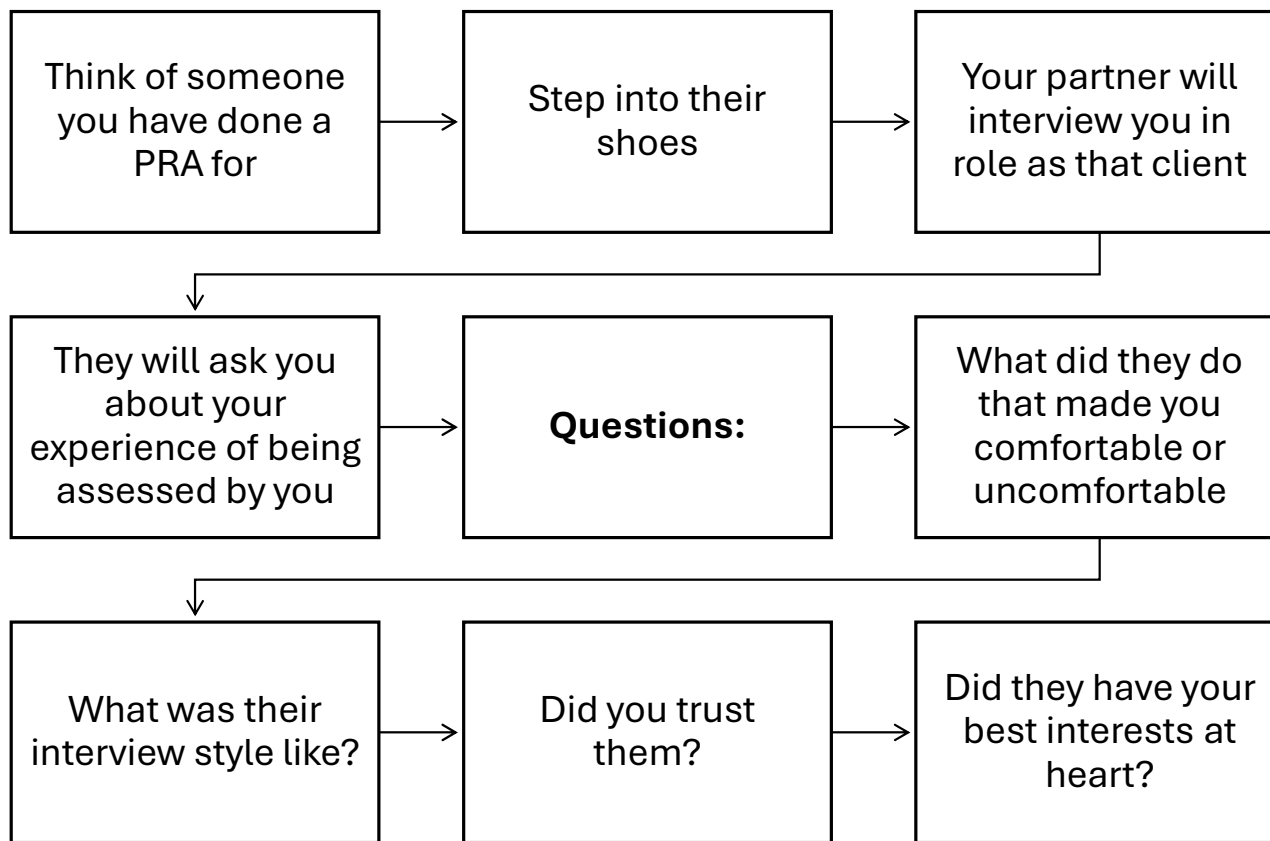 Think of someone
you have done a
PRA for
Step into their
shoes
Your partner will
interview you in
role as that client
They will ask you
about your
experience of being
assessed by you
Questions:
What did they do
that made you
comfortable or
uncomfortable
What was their
interview style like?
Did you trust
them?
Did they have your
best interests at
heart?